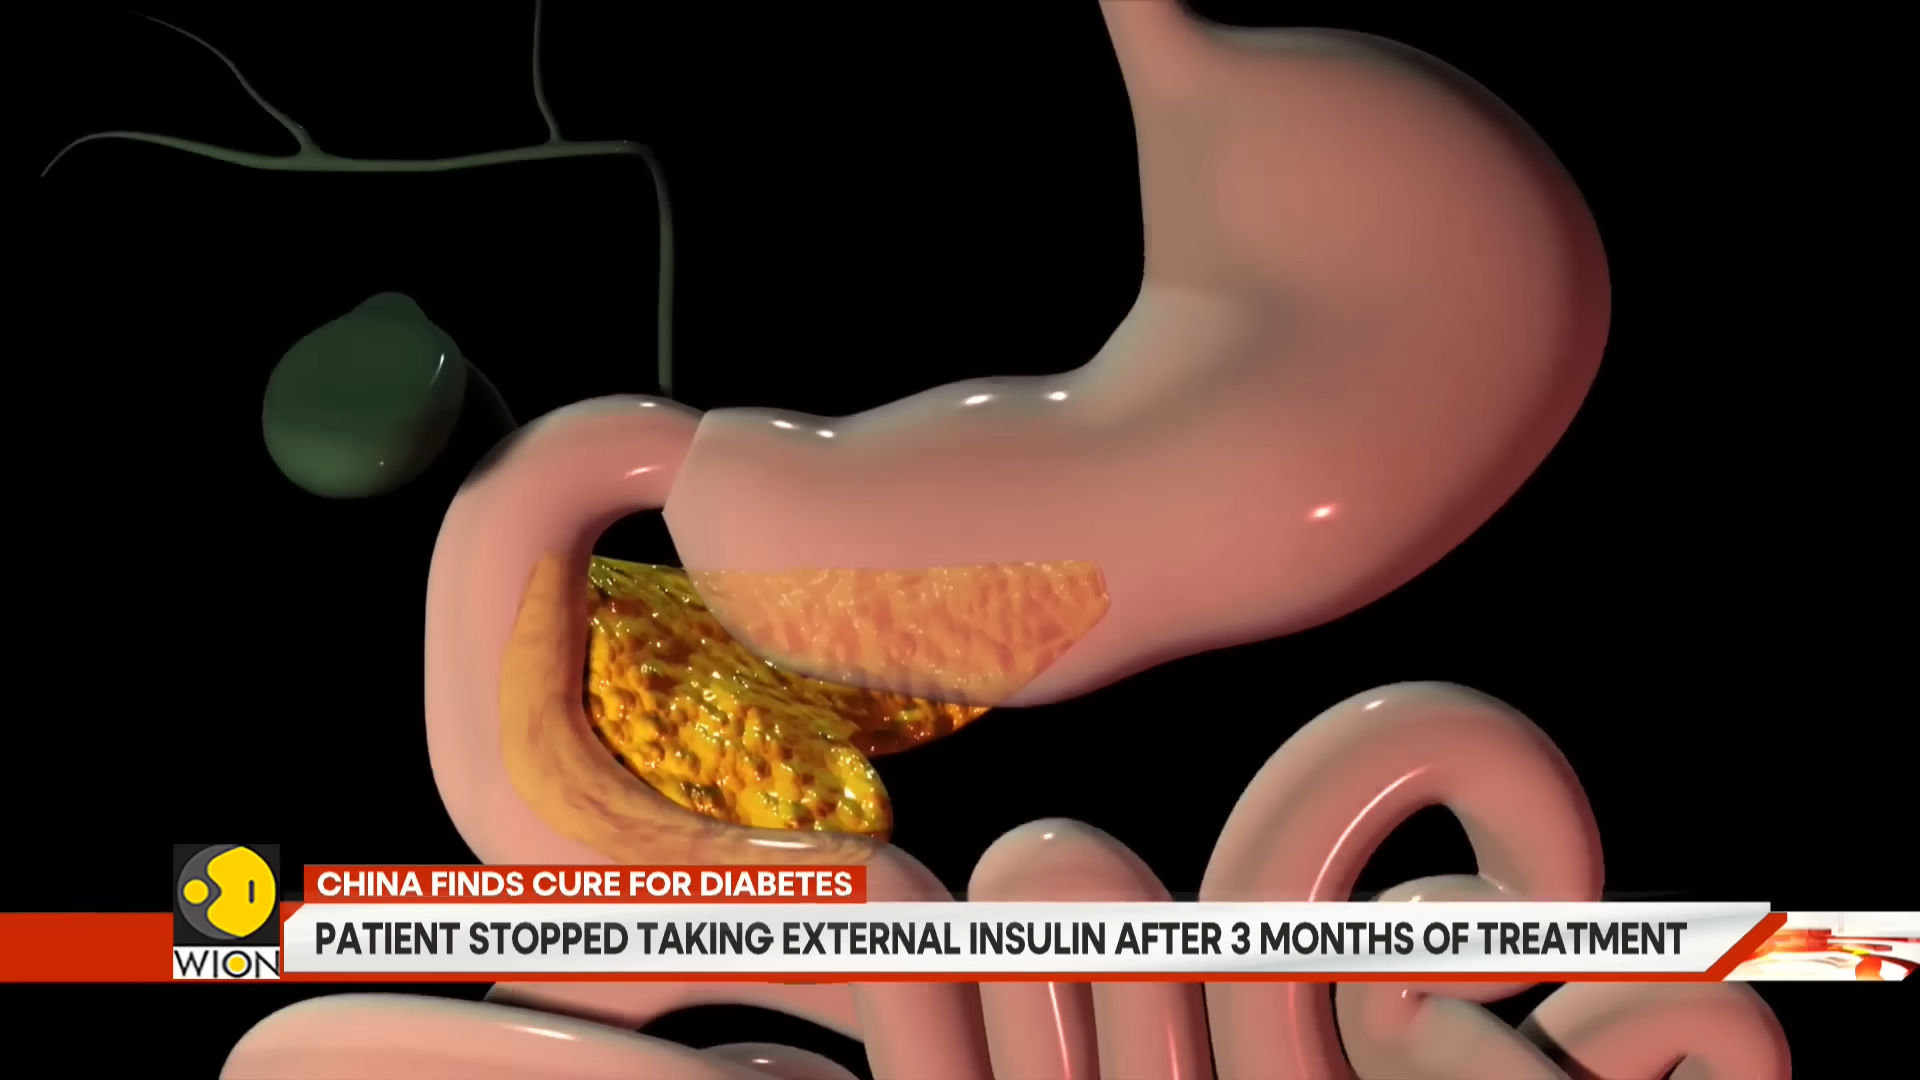 CHINA FINDS CURE FOR DIABETES
PATIENT STOPPED TAKING EXTERNAL INSULIN AFTER 3 MONTHS OF TREATMENT
WION